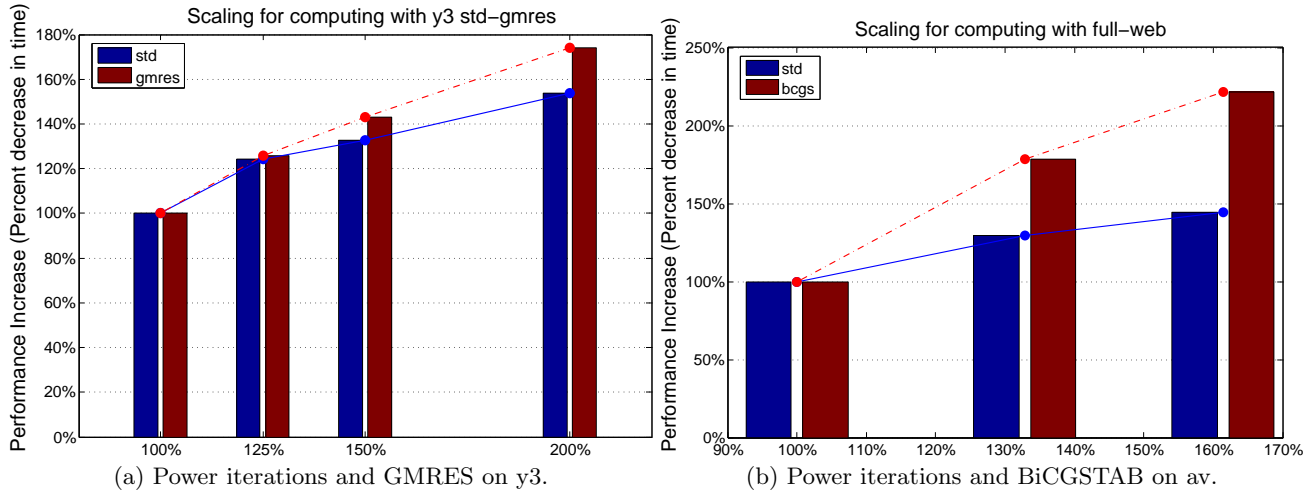 Scaling for computing with y3 std−gmres
Performance Increase (Percent decrease in time)
180%
160%
140%
120%
100%
80%
60%
40%
20%
0%
std
gmres
100%
125%
150%
200%
(a) Power iterations and GMRES on y3.
Scaling for computing with full−web
Performance Increase (Percent decrease in time)
250%
200%
150%
100%
50%
0%
std
bcgs
90%
100%
110%
120%
130%
140%
150%
160%
170%
(b) Power iterations and BiCGSTAB on av.